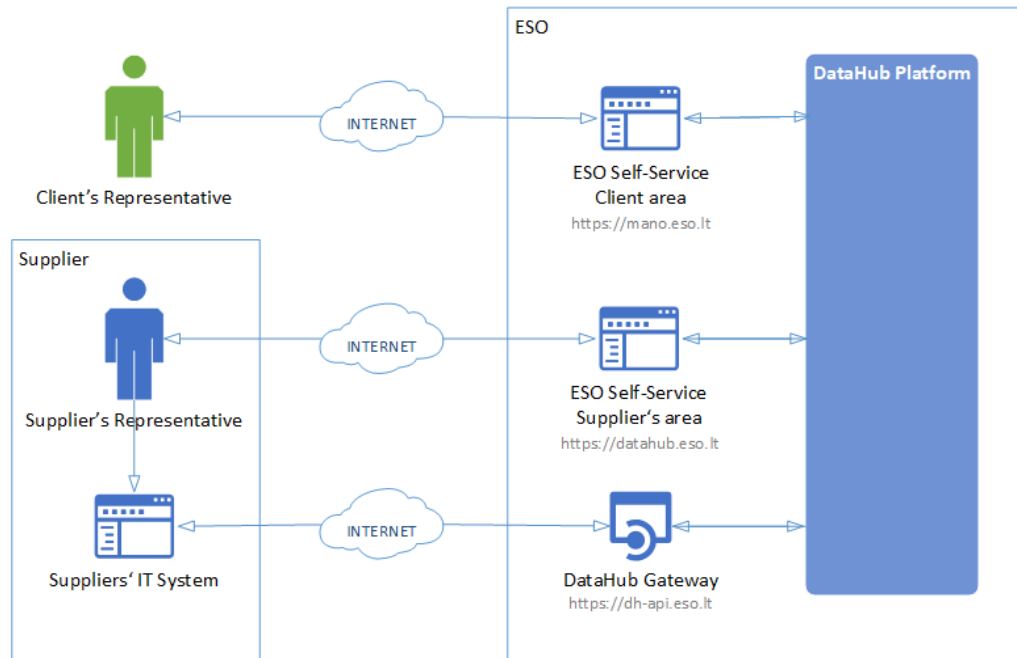 ESO
DataHub Platform
INTERNET
Client's Representative
ESO Self-Service
Client area
https://mano.eso.lt
Supplier
INTERNET
Supplier's Representative
ESO Self-Service
Supplier‘s area
https://datahub.eso.lt
INTERNET
Suppliers‘ IT System
DataHub Gateway
https://dh-api.eso.lt